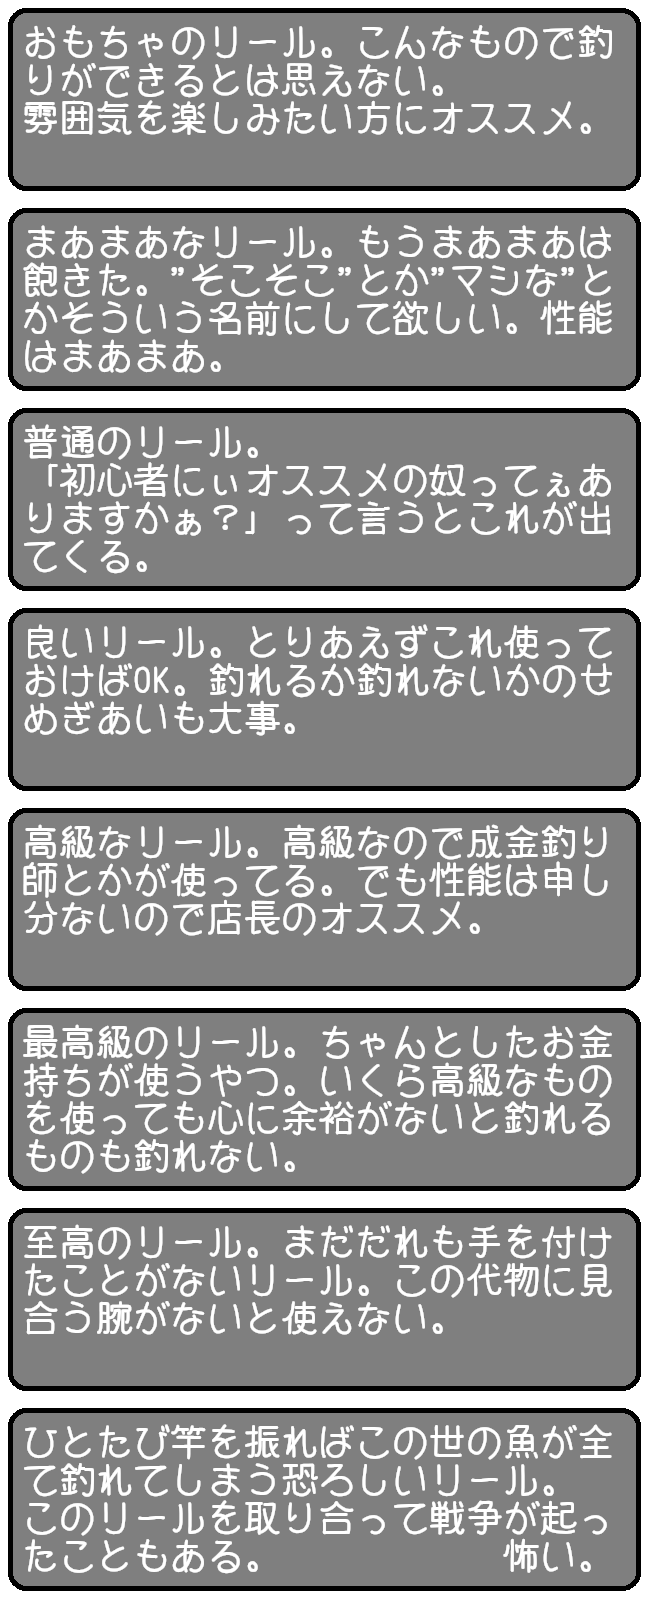 おもちゃのリール。こんなもので釣
りができるとは思えない。
雰囲気を楽しみたい方にオススメ。
まあまあなリール。もうまあまあは
飽きた。”そこそこ”とか”マシな”と
かそういう名前にして欲しい。性能
はまあまあ。
普通のリール。
「初心者にぃオススメの奴ってぇあ
りますかぁ？」って言うとこれが出
てくる。
良いリール。とりあえずこれ使って
おけばOK。釣れるか釣れないかのせ
めぎあいも大事。
高級なリール。高級なので成金釣り
師とかが使ってる。でも性能は申し
分ないので店長のオススメ。
最高級のリール。ちゃんとしたお金
持ちが使うやつ。いくら高級なもの
を使っても心に余裕がないと釣れる
ものも釣れない。
至高のリール。まだだれも手を付け
たことがないリール。この代物に見
合う腕がないと使えない。
ひとたび竿を振ればこの世の魚が全
て釣れてしまう恐ろしいリール。
このリールを取り合って戦争が起っ
たこともある。　　　　　　　怖い。